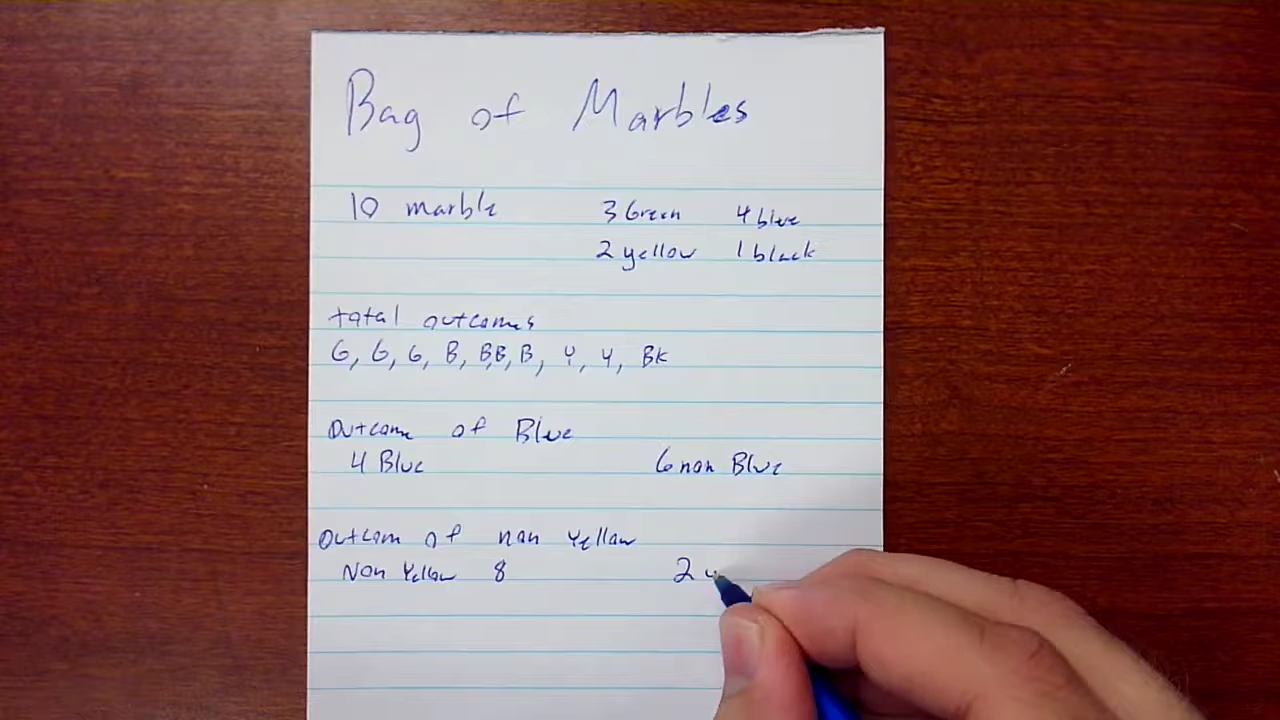 Bag of Marbles
10 marble 3 Green 4 blue
2 yellow 1 black
total outcomes
G, G, G, B, BB, B, Y, Y, BK
Outcome of Blue
4 Blue 6 non Blue
Outcom of non Yellow
Non Yellow 8 2 y